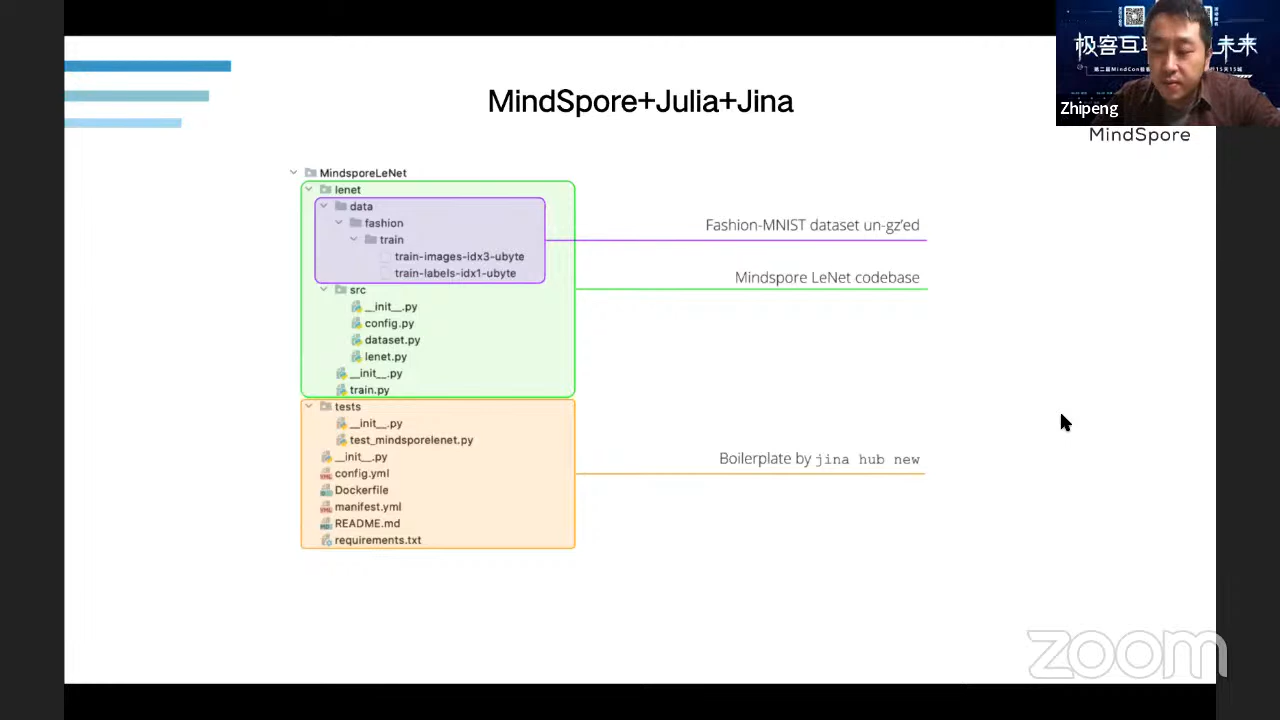 MindSpore+Julia+Jina
Zhipeng
MindSpore
MindsporeLeNet
lenet
data
fashion
train
train-images-idx3-ubyte
train-labels-idx1-ubyte
src
__init__.py
config.py
dataset.py
lenet.py
__init__.py
train.py
tests
__init__.py
test_mindsporelenet.py
__init__.py
config.yml
Dockerfile
manifest.yml
README.md
requirements.txt
Fashion-MNIST dataset un-gz'ed
Mindspore LeNet codebase
Boilerplate by jina hub new
极客互
未来
zoom